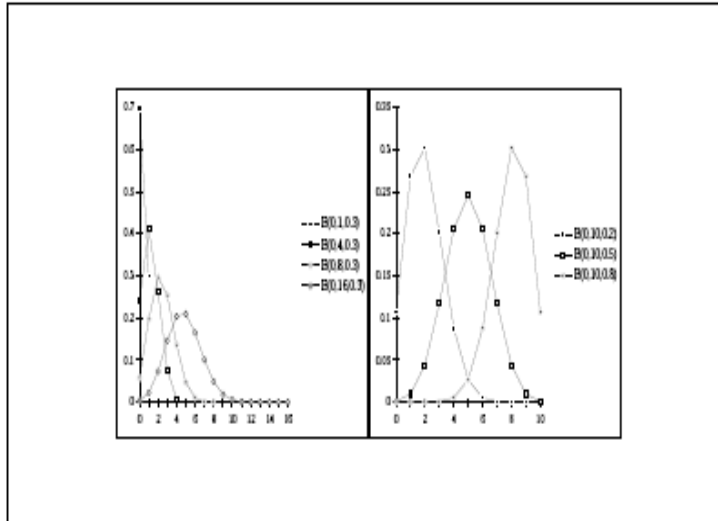 0.7
0.6
0.5
0.4
0.3
0.2
0.1
0
0 2 4 6 8 10 12 14 16
B(0,1,0.3)
B(0,4,0.3)
B(0,8,0.3)
B(0,16,0.3)
0.35
0.3
0.25
0.2
0.15
0.1
0.05
0
0 2 4 6 8 10
B(0,10,0.2)
B(0,10,0.5)
B(0,10,0.8)